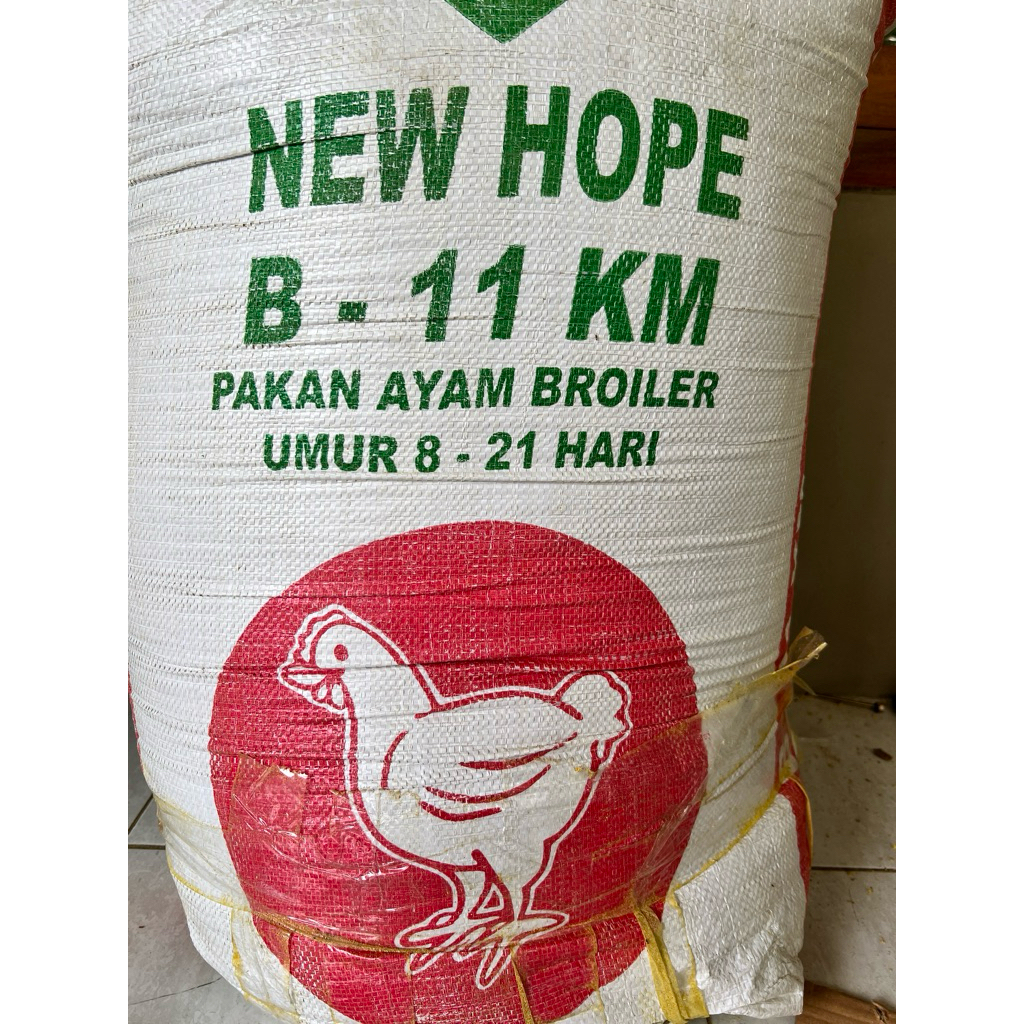 NEW HOPE
B - 11 KM
PAKAN AYAM BROILER
UMUR 8 - 21 HARI